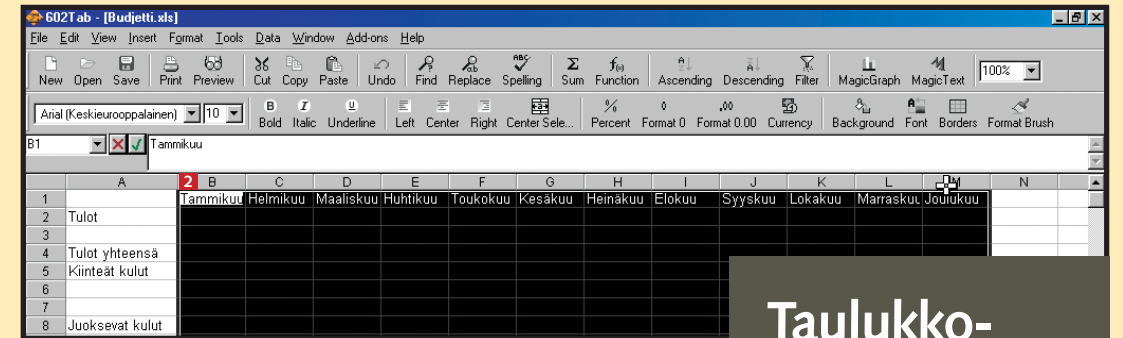 602Tab - [Budjetti.xls]
File Edit View Insert Format Tools Data Window Add-ons Help
New Open Save Print Preview Cut Copy Paste Undo Find Replace Spelling Sum Function Ascending Descending Filter MagicGraph MagicText 100%
Arial (Keskieurooppalainen) 10 Bold Italic Underline Left Center Right Center Sele... Percent Format 0 Format 0.00 Currency Background Font Borders Format Brush
B1 Tammikuu
A 2 B C D E F G H I J K L M N
1 Tammikuu Helmikuu Maaliskuu Huhtikuu Toukokuu Kesäkuu Heinäkuu Elokuu Syyskuu Lokakuu Marraskuu Joulukuu
2 Tulot
3
4 Tulot yhteensä
5 Kiinteät kulut
6
7
8 Juoksevat kulut
Taulukko-